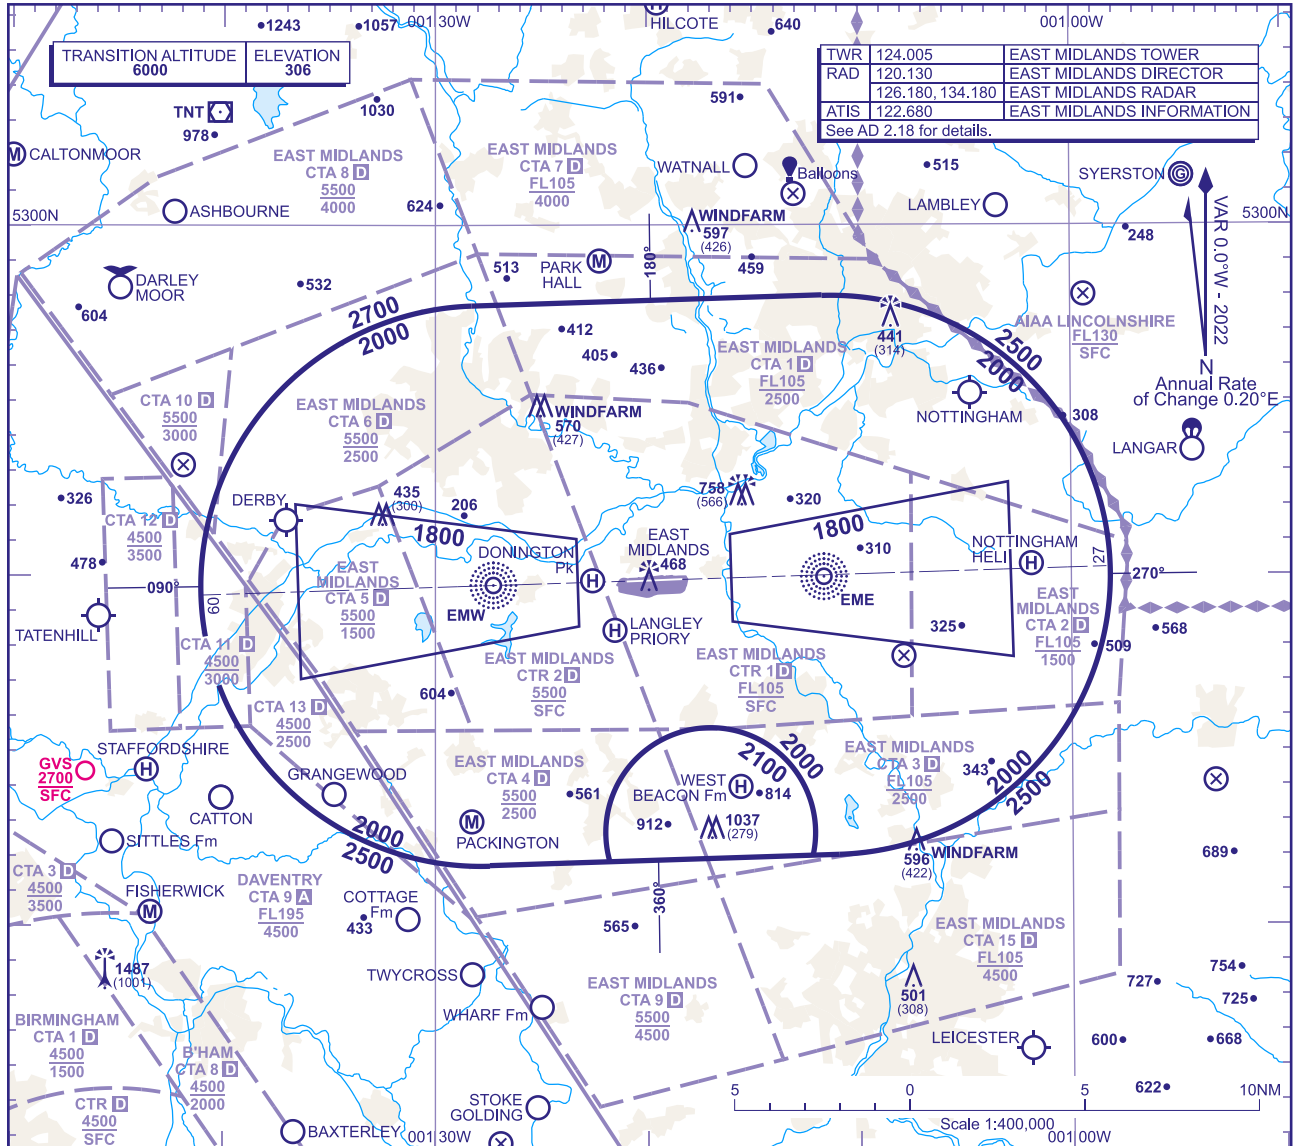 1243
1057
00130W
HILCOTE
640
00100W
TRANSITION ALTITUDE
6000
ELEVATION
306
TWR 124.005 EAST MIDLANDS TOWER
RAD 120.130 EAST MIDLANDS DIRECTOR
126.180, 134.180 EAST MIDLANDS RADAR
ATIS 122.680 EAST MIDLANDS INFORMATION
See AD 2.18 for details.
TNT
978
1030
591
M CALTONMOOR
EAST MIDLANDS
CTA 8 D
5500
4000
EAST MIDLANDS
CTA 7 D
FL105
4000
WATNALL
Balloons
515
SYERSTON G
ASHBOURNE
624
WINDFARM
597
(426)
LAMBLEY
5300N
5300N
248
VAR 0.0°W - 2022
N
Annual Rate
of Change 0.20°E
DARLEY
MOOR
604
532
513
PARK
HALL
M
180°
459
2700
2000
412
405
436
EAST MIDLANDS
CTA 1 D
FL105
2500
441
(314)
AIAA LINCOLNSHIRE
FL130
SFC
2500
2000
NOTTINGHAM
308
LANGAR
CTA 10 D
5500
3000
EAST MIDLANDS
CTA 6 D
5500
2500
WINDFARM
570
(427)
326
DERBY
435
(300)
206
758
(566)
320
CTA 12 D
4500
3500
1800
1800
478
DONINGTON
Pk
H
EAST
MIDLANDS
468
310
NOTTINGHAM
HELI
H
27
270°
090°
09
EAST
MIDLANDS
CTA 5 D
5500
1500
EMW
EME
TATENHILL
H LANGLEY
PRIORY
325
EAST
MIDLANDS
CTA 2 D
FL105
1500
509
568
CTA 11 D
4500
3000
EAST MIDLANDS
CTR 2 D
5500
SFC
EAST MIDLANDS
CTR 1 D
FL105
SFC
604
CTA 13 D
4500
2500
STAFFORDSHIRE
H
GVS
2700
SFC
GRANGEWOOD
CATTON
EAST MIDLANDS
CTA 4 D
5500
2500
561
2000
2100
WEST
BEACON Fm
H
814
912
1037
(279)
EAST MIDLANDS
CTA 3 D
FL105
2500
343
2000
2500
SITTLES Fm
2000
2500
M
PACKINGTON
596
(422)
WINDFARM
689
CTA 3 D
4500
3500
FISHERWICK
M
DAVENTRY
CTA 9 A
FL195
4500
COTTAGE
Fm
433
360°
565
EAST MIDLANDS
CTA 15 D
FL105
4500
1487
(1001)
TWYCROSS
WHARF Fm
EAST MIDLANDS
CTA 9 D
5500
4500
501
(308)
727
754
725
BIRMINGHAM
CTA 1 D
4500
1500
B'HAM
CTA 8 D
4500
2000
LEICESTER
600
668
622
CTR D
4500
SFC
STOKE
GOLDING
BAXTERLEY
00130W
5 0 5 10NM
Scale 1:400,000
00100W